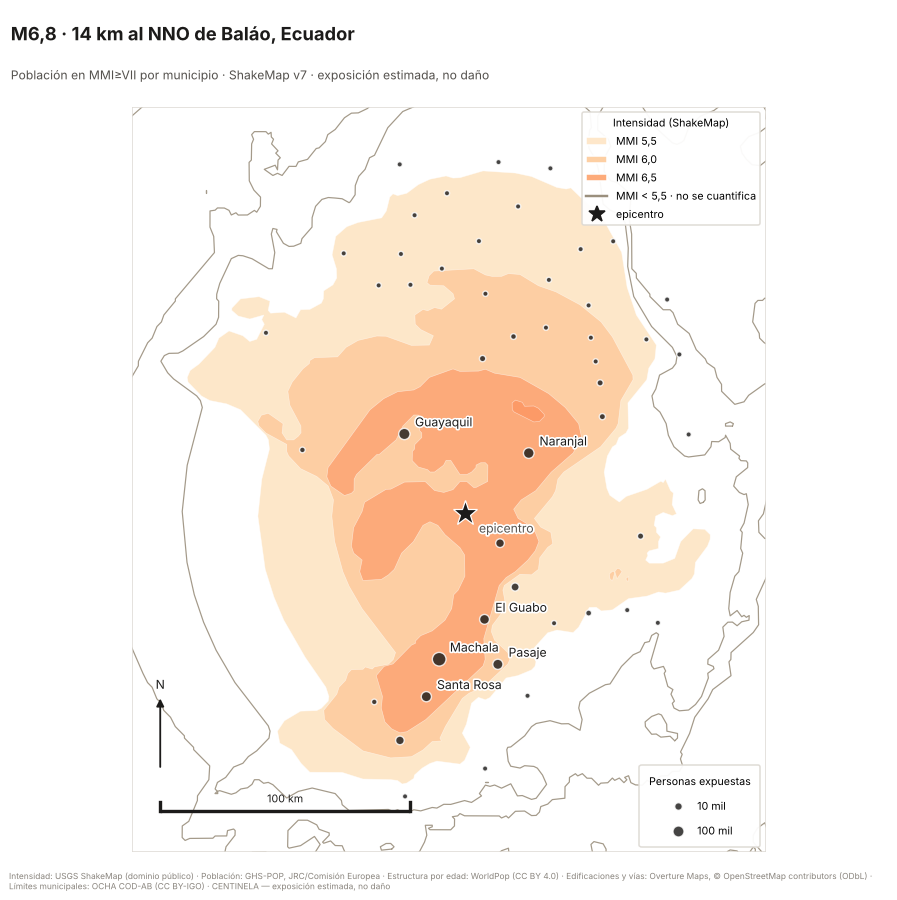 M6,8 · 14 km al NNO de Baláo, Ecuador
Población en MMI≥VII por municipio · ShakeMap v7 · exposición estimada, no daño
Intensidad (ShakeMap)
MMI 5,5
MMI 6,0
MMI 6,5
MMI < 5,5 · no se cuantifica
epicentro
Guayaquil
Naranjal
epicentro
El Guabo
Machala
Pasaje
Santa Rosa
N
100 km
Personas expuestas
10 mil
100 mil
Intensidad: USGS ShakeMap (dominio público) · Población: GHS-POP, JRC/Comisión Europea · Estructura por edad: WorldPop (CC BY 4.0) · Edificaciones y vías: Overture Maps, © OpenStreetMap contributors (ODbL) ·
Límites municipales: OCHA COD-AB (CC BY-IGO) · CENTINELA — exposición estimada, no daño